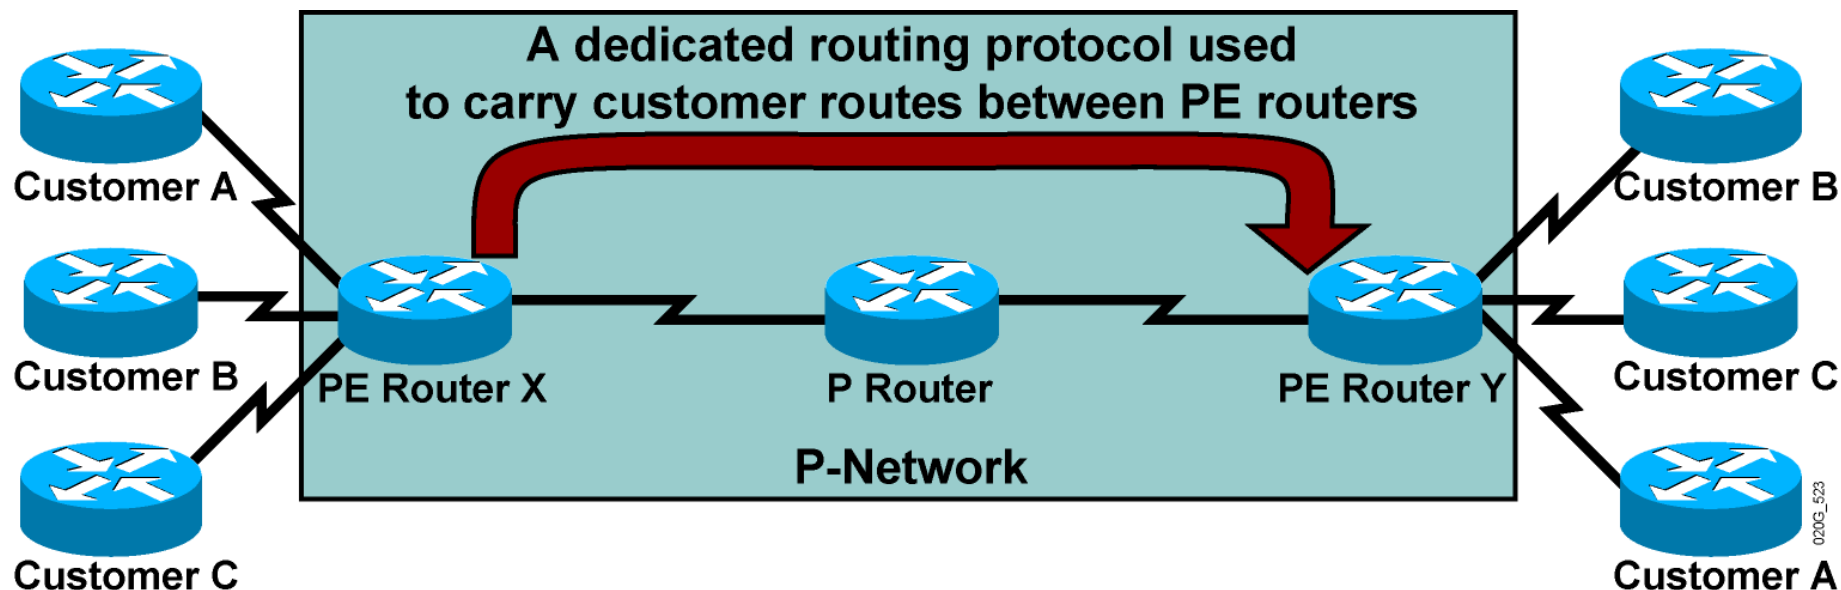 A dedicated routing protocol used
to carry customer routes between PE routers
Customer A
Customer B
Customer B
Customer C
PE Router X
P Router
PE Router Y
P-Network
Customer C
Customer A
020G_523